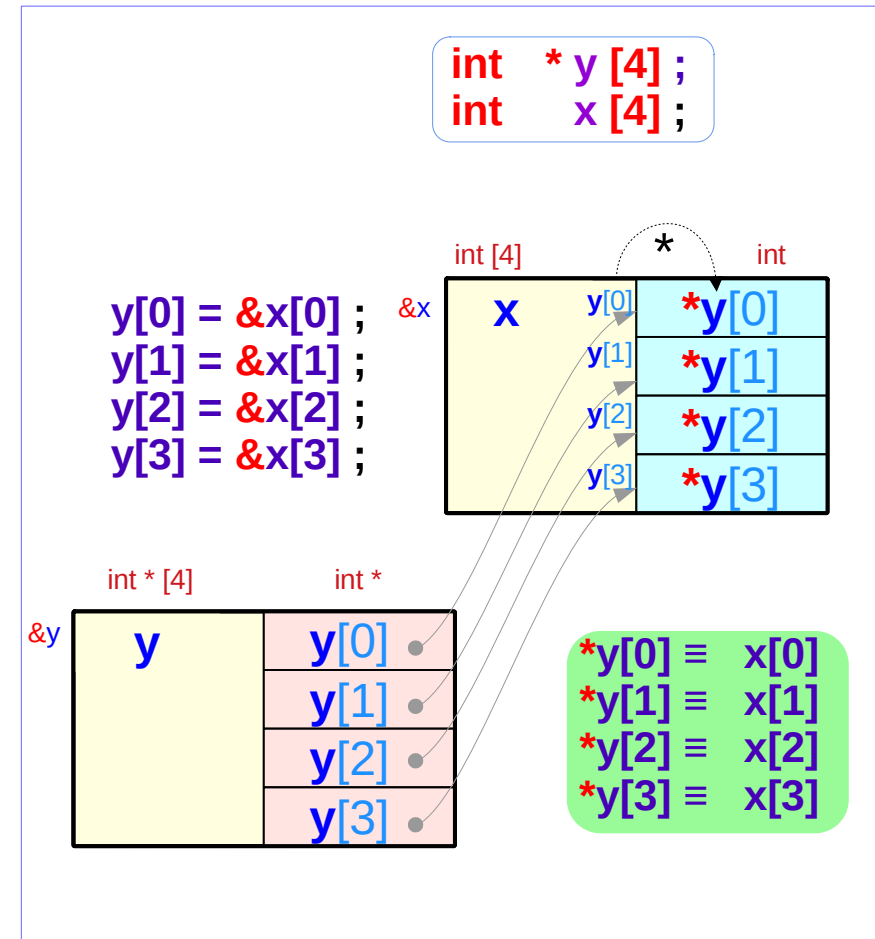 int * y [4] ;
int x [4] ;
*
int [4] int
y[0] = &x[0] ;
y[1] = &x[1] ;
y[2] = &x[2] ;
y[3] = &x[3] ;
&x x y[0] *y[0]
y[1] *y[1]
y[2] *y[2]
y[3] *y[3]
int * [4] int *
&y y y[0]
y[1]
y[2]
y[3]
*y[0] ≡ x[0]
*y[1] ≡ x[1]
*y[2] ≡ x[2]
*y[3] ≡ x[3]